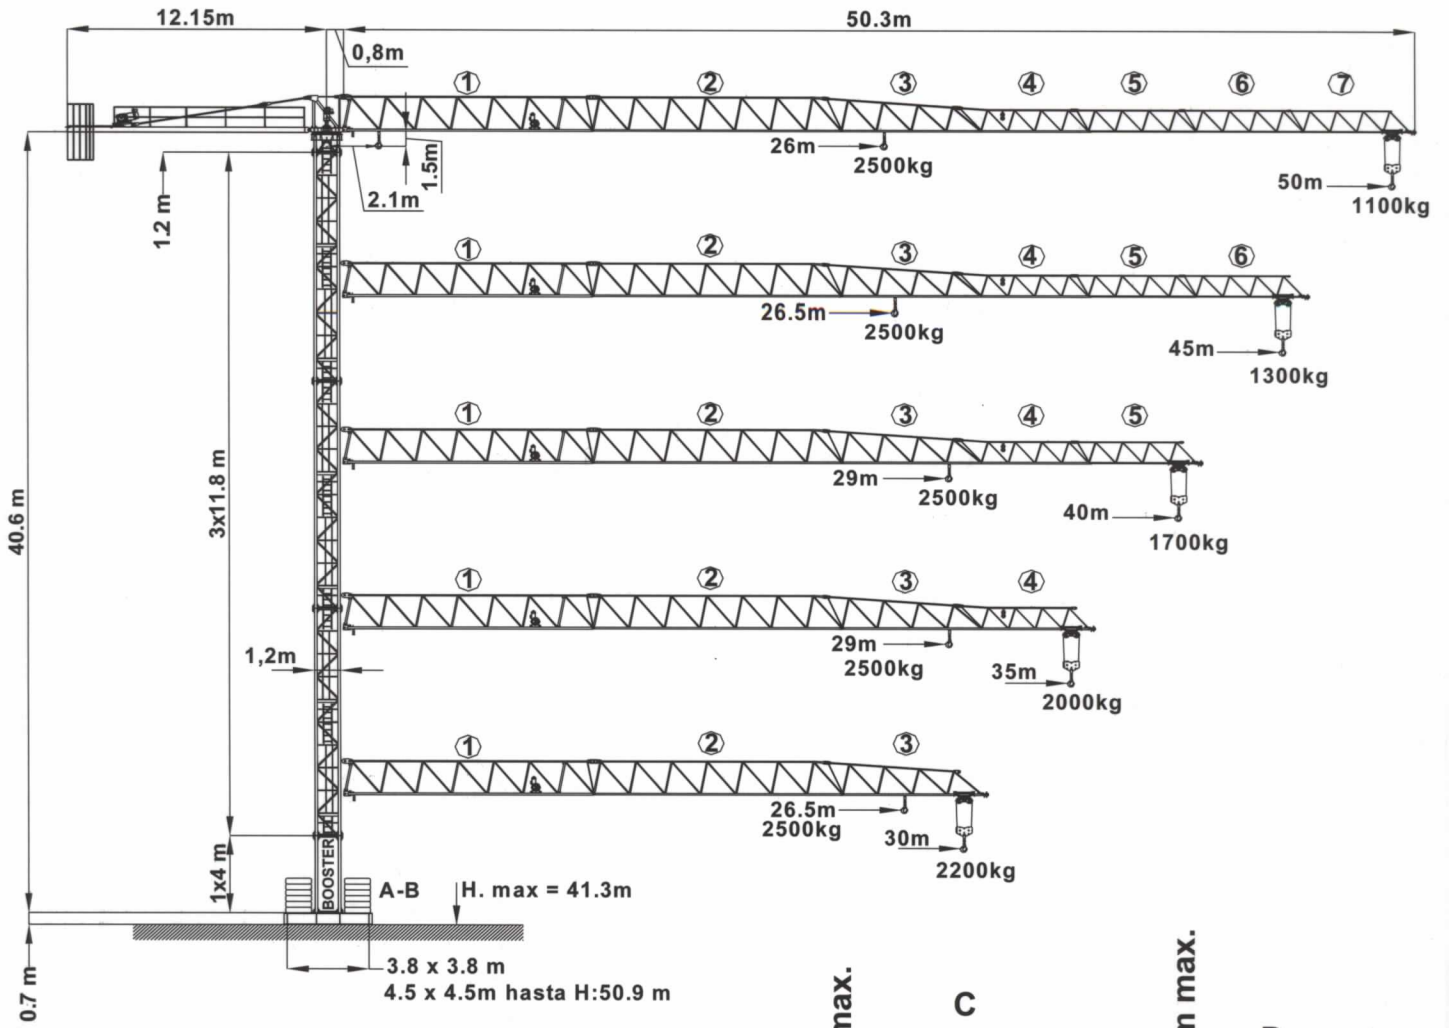 12.15m
50.3m
0,8m
1 2 3 4 5 6 7
26m
2500kg
50m
1100kg
1.5m
2.1m
1.2 m
1 2 3 4 5 6
26.5m
2500kg
45m
1300kg
1 2 3 4 5
29m
2500kg
40m
1700kg
3x11.8 m
40.6 m
1 2 3 4
29m
2500kg
35m
2000kg
1,2m
1 2 3
26.5m
2500kg
30m
2200kg
1x4 m
BOOSTER
A-B
H. max = 41.3m
0.7 m
3.8 x 3.8 m
4.5 x 4.5m hasta H:50.9 m
max.
C
m max.